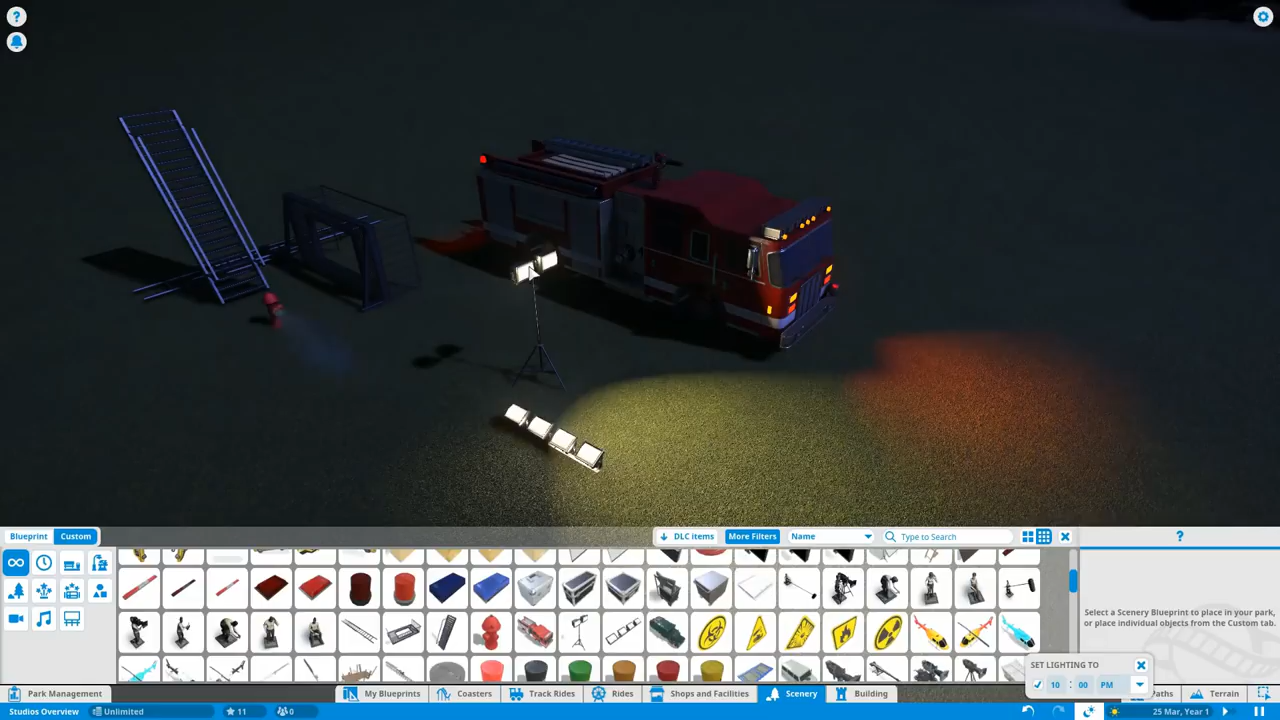 Blueprint Custom DLC items More Filters Name Type to Search
Select a Scenery Blueprint to place in your park,
or place individual objects from the Custom tab.
SET LIGHTING TO
10 : 00 PM
Park Management My Blueprints Coasters Track Rides Rides Shops and Facilities Scenery Building Paths Terrain
Studios Overview Unlimited 11 0 25 Mar, Year 1